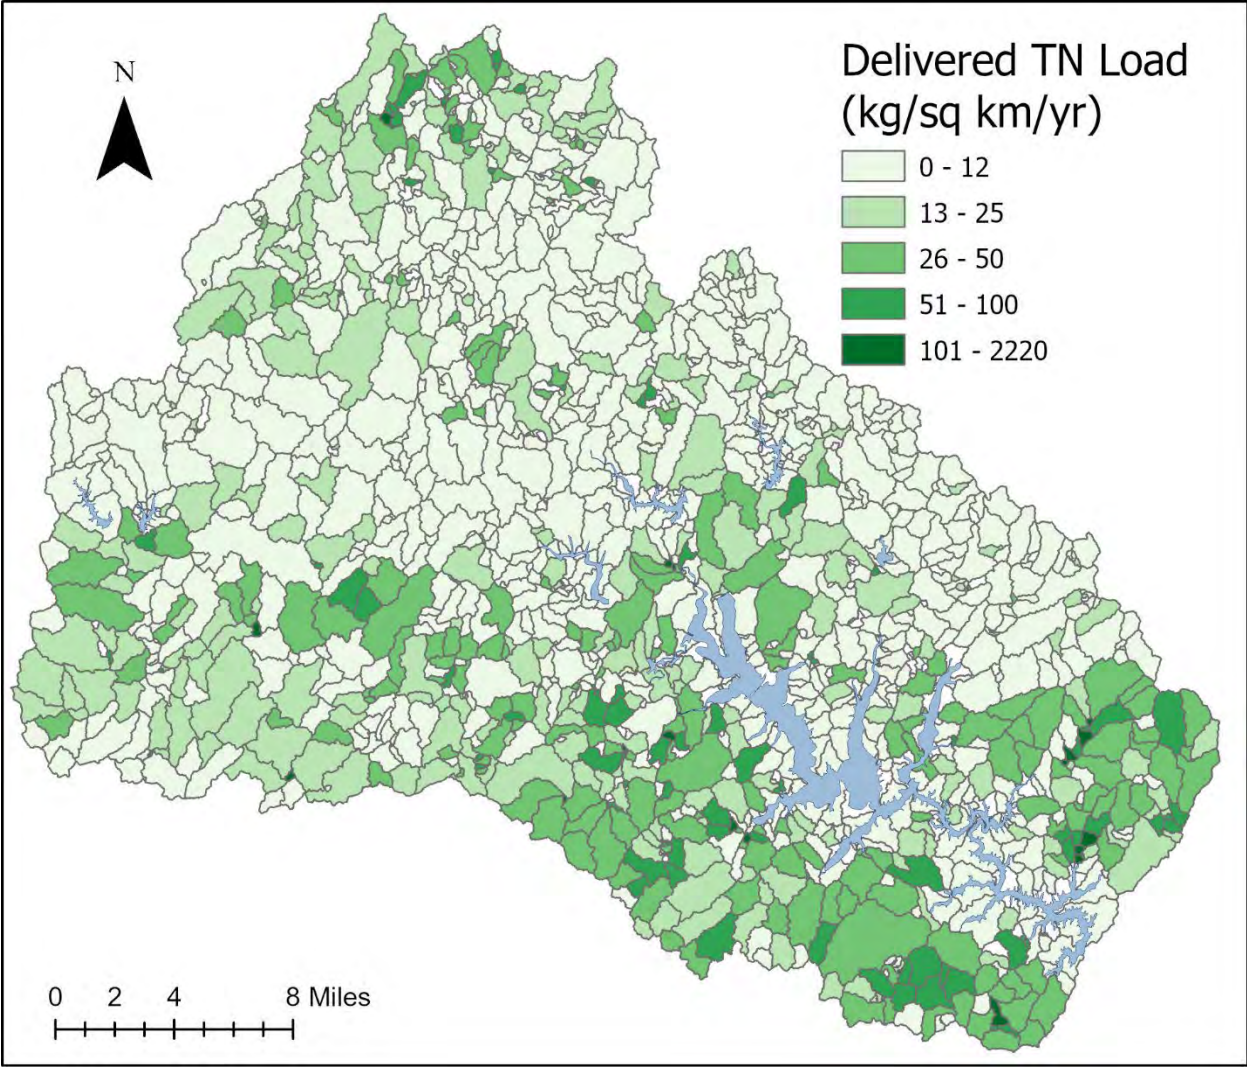 N
Delivered TN Load
(kg/sq km/yr)
0 - 12
13 - 25
26 - 50
51 - 100
101 - 2220
0 2 4 8 Miles